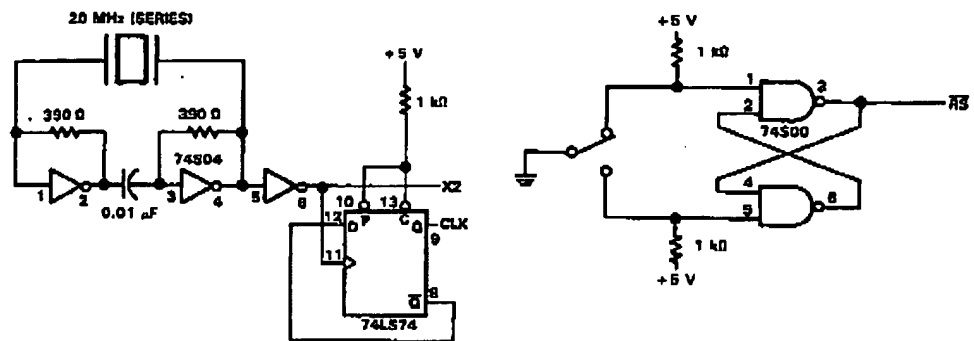 2.0 MHz (SERIES)
+5 V
1 kΩ
390 Ω
390 Ω
74S04
1
2
0.01 μF
3
4
5
6
X2
10
13
12
D
P
C
Q
CLK
9
11
Q̅
8
74LS74
+5 V
1 kΩ
1
2
2
74S00
A̅S̅
4
5
6
1 kΩ
+5 V